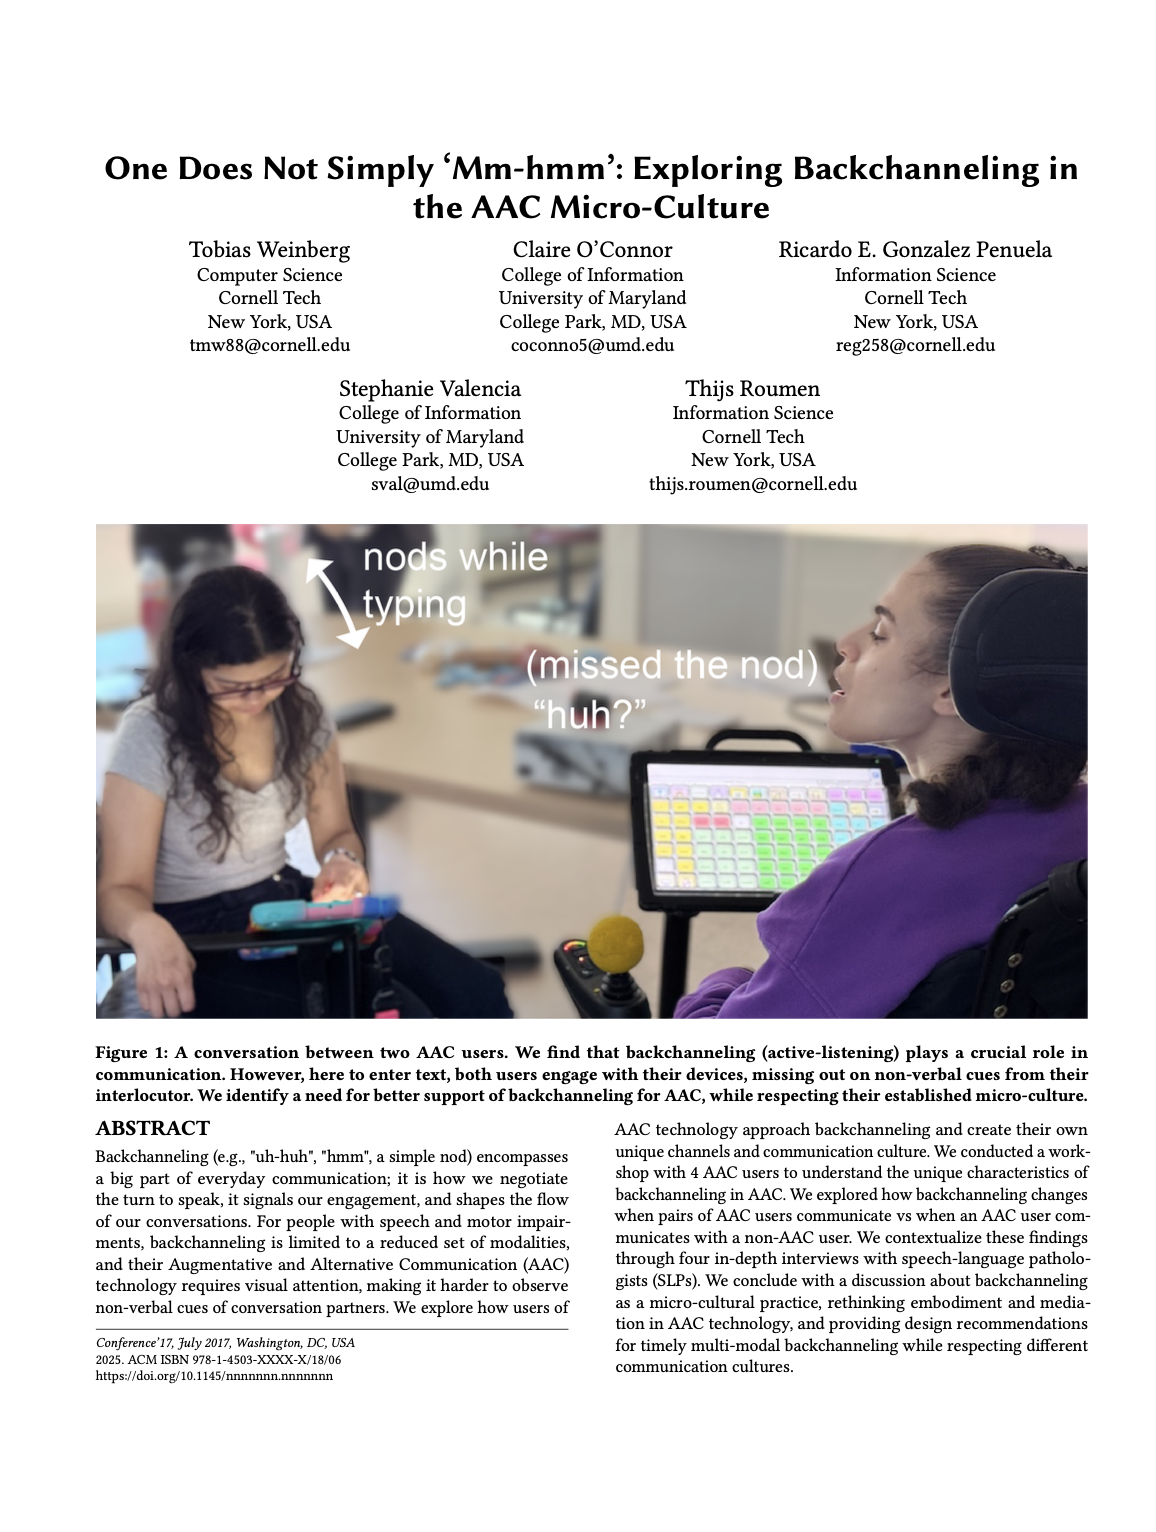 One Does Not Simply ‘Mm-hmm’: Exploring Backchanneling in
the AAC Micro-Culture
Tobias Weinberg
Computer Science
Cornell Tech
New York, USA
tmw88@cornell.edu
Claire O’Connor
College of Information
University of Maryland
College Park, MD, USA
coconno5@umd.edu
Ricardo E. Gonzalez Penuela
Information Science
Cornell Tech
New York, USA
reg258@cornell.edu
Stephanie Valencia
College of Information
University of Maryland
College Park, MD, USA
sval@umd.edu
Thijs Roumen
Information Science
Cornell Tech
New York, USA
thijs.roumen@cornell.edu
nods while
typing
(missed the nod)
“huh?”
Figure 1: A conversation between two AAC users. We find that backchanneling (active-listening) plays a crucial role in
communication. However, here to enter text, both users engage with their devices, missing out on non-verbal cues from their
interlocutor. We identify a need for better support of backchanneling for AAC, while respecting their established micro-culture.
ABSTRACT
Backchanneling (e.g., "uh-huh", "hmm", a simple nod) encompasses
a big part of everyday communication; it is how we negotiate
the turn to speak, it signals our engagement, and shapes the flow
of our conversations. For people with speech and motor impair-
ments, backchanneling is limited to a reduced set of modalities,
and their Augmentative and Alternative Communication (AAC)
technology requires visual attention, making it harder to observe
non-verbal cues of conversation partners. We explore how users of
Conference’17, July 2017, Washington, DC, USA
2025. ACM ISBN 978-1-4503-XXXX-X/18/06
https://doi.org/10.1145/nnnnnnn.nnnnnnn
AAC technology approach backchanneling and create their own
unique channels and communication culture. We conducted a work-
shop with 4 AAC users to understand the unique characteristics of
backchanneling in AAC. We explored how backchanneling changes
when pairs of AAC users communicate vs when an AAC user com-
municates with a non-AAC user. We contextualize these findings
through four in-depth interviews with speech-language patholo-
gists (SLPs). We conclude with a discussion about backchanneling
as a micro-cultural practice, rethinking embodiment and media-
tion in AAC technology, and providing design recommendations
for timely multi-modal backchanneling while respecting different
communication cultures.